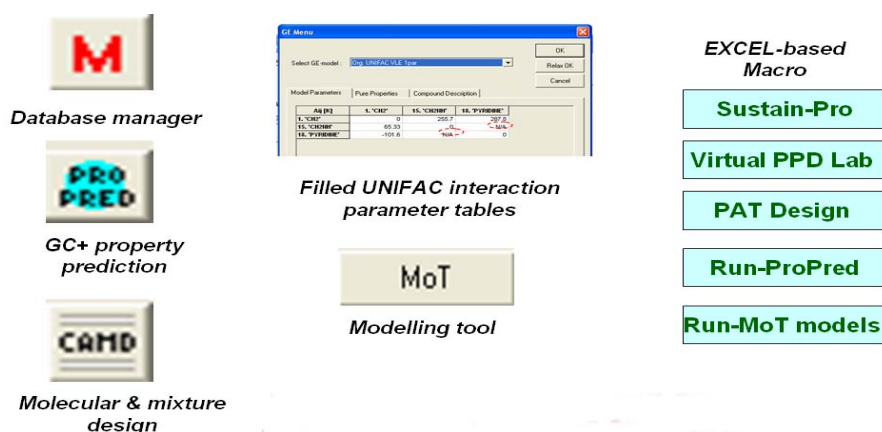 M
Database manager
PRO
PRED
GC+ property
prediction
CAMD
Molecular & mixture
design
GE Menu
Select GE-model :
Org. UNIFAC VLE 1par
OK
Relax OK
Cancel
Model Parameters Pure Properties Compound Description
Aij [K] 1. "CH2" 15. "CH2NH" 18. "PYRIDINE"
1. "CH2" 0 255.7 287.8
15. "CH2NH" 65.33 0 N/A
18. "PYRIDINE" -101.6 N/A 0
Filled UNIFAC interaction
parameter tables
MoT
Modelling tool
EXCEL-based
Macro
Sustain-Pro
Virtual PPD Lab
PAT Design
Run-ProPred
Run-MoT models